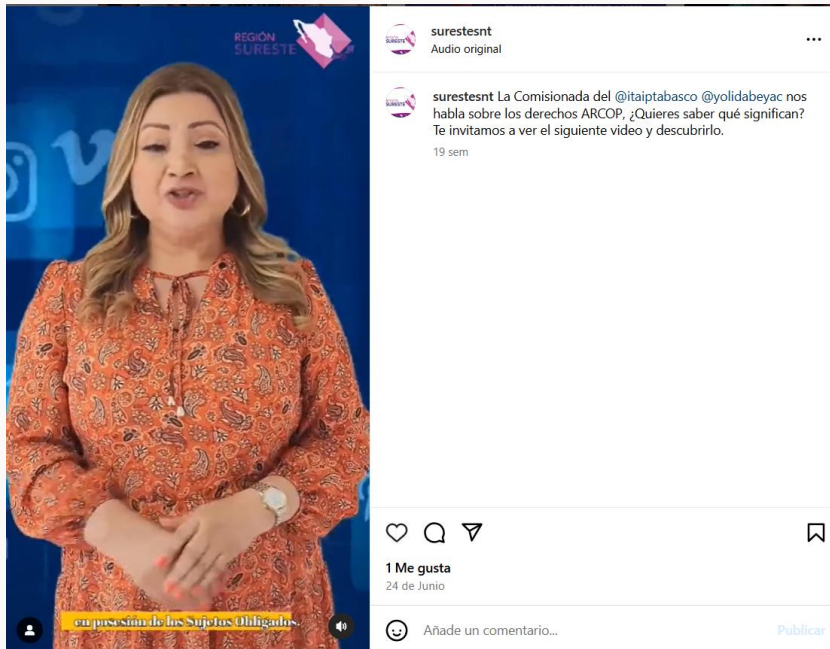 REGIÓN
SURESTE
en posesión de los Sujetos Obligados.
surestesnt
Audio original
surestesnt La Comisionada del @itaiptabasco @yolidabeyac nos
habla sobre los derechos ARCOP, ¿Quieres saber qué significan?
Te invitamos a ver el siguiente video y descubrirlo.
19 sem
1 Me gusta
24 de Junio
Añade un comentario...
Publicar